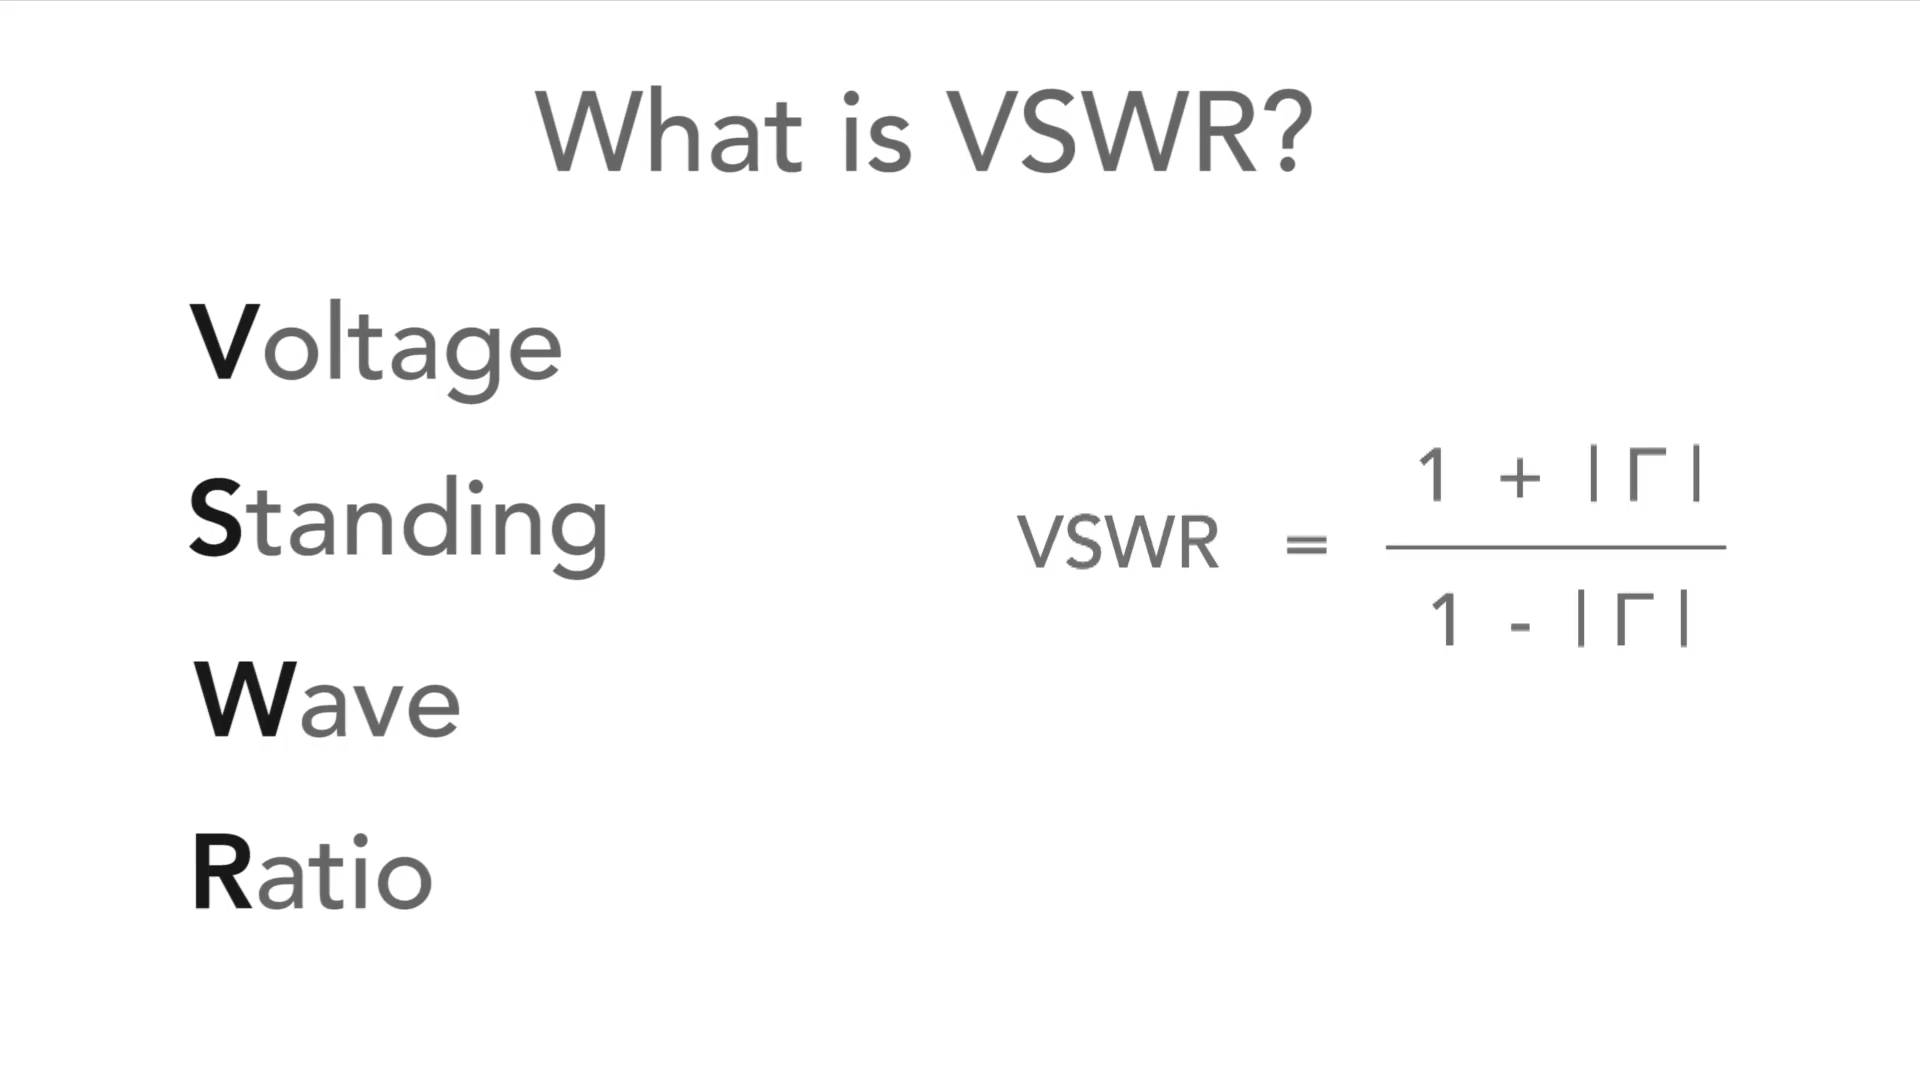 What is VSWR?
Voltage
Standing
Wave
Ratio
VSWR = 
1 + |Γ|
1 - |Γ|